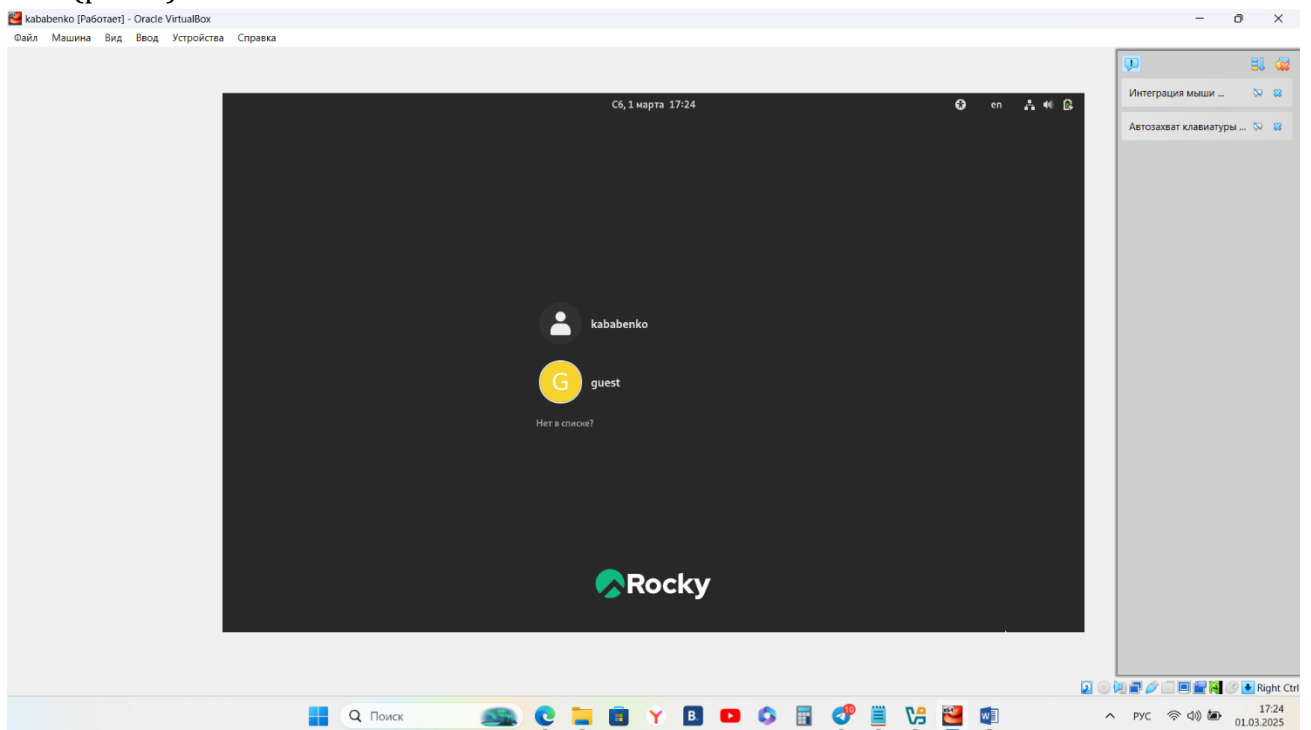 kababenko [Работает] - Oracle VirtualBox
Файл Машина Вид Ввод Устройства Справка
Сб, 1 марта 17:24
en
Интеграция мыши ...
Автозахват клавиатуры ...
kababenko
G
guest
Нет в списке?
Rocky
Right Ctrl
Поиск
Y
B.
10
W
РУС
17:24
01.03.2025